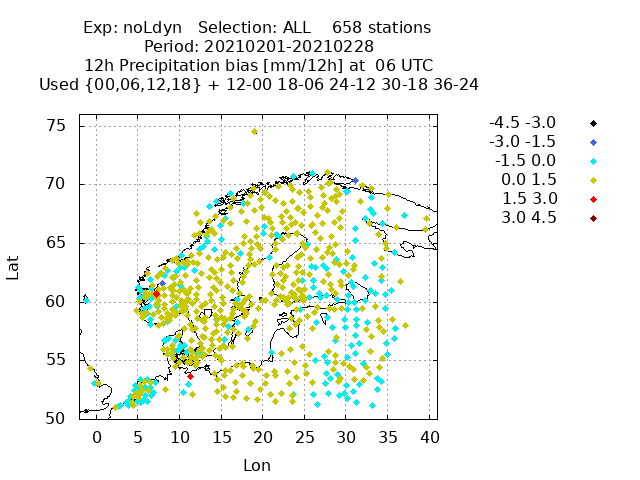 Exp: noLdyn   Selection: ALL    658 stations
Period: 20210201-20210228
12h Precipitation bias [mm/12h] at  06 UTC
Used {00,06,12,18} + 12-00 18-06 24-12 30-18 36-24
-4.5 -3.0
-3.0 -1.5
-1.5 0.0
0.0 1.5
1.5 3.0
3.0 4.5
75
70
65
60
55
50
Lat
0 5 10 15 20 25 30 35 40
Lon